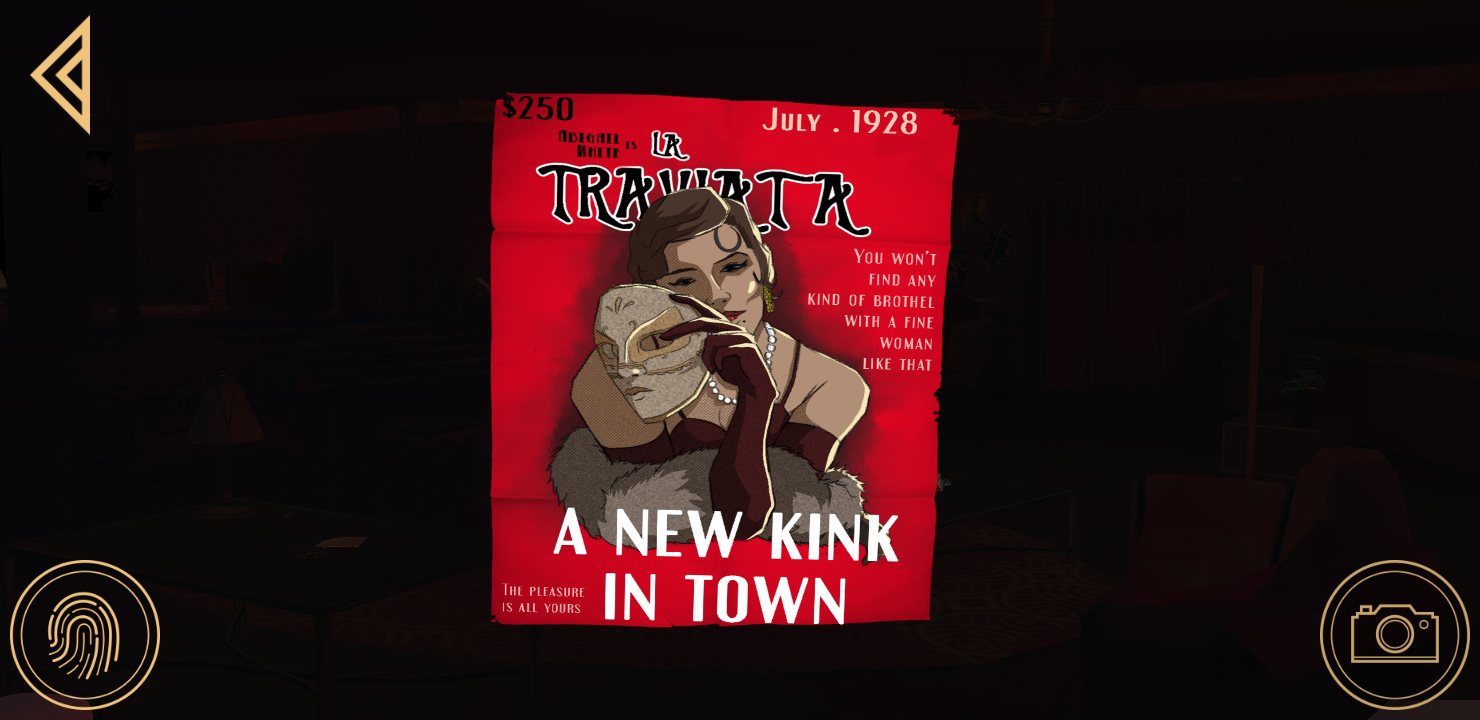 $250
July . 1928
Abigail
White is La
Traviata
You won't
find any
kind of brothel
with a fine
woman
like that
A NEW KINK
IN TOWN
The pleasure
is all yours